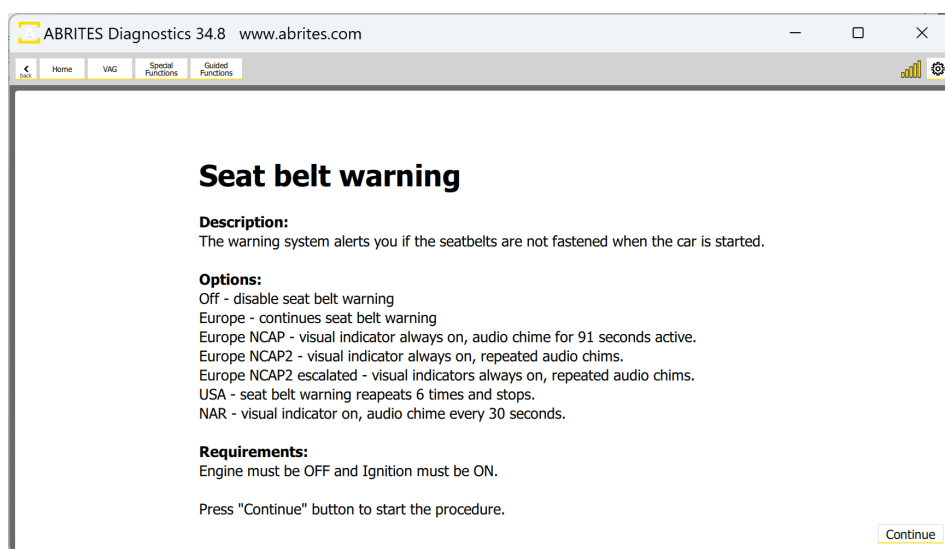 ABRITES Diagnostics 34.8 www.abrites.com
back
Home
VAG
Special
Functions
Guided
Functions
Seat belt warning
Description:
The warning system alerts you if the seatbelts are not fastened when the car is started.
Options:
Off - disable seat belt warning
Europe - continues seat belt warning
Europe NCAP - visual indicator always on, audio chime for 91 seconds active.
Europe NCAP2 - visual indicator always on, repeated audio chims.
Europe NCAP2 escalated - visual indicators always on, repeated audio chims.
USA - seat belt warning reapeats 6 times and stops.
NAR - visual indicator on, audio chime every 30 seconds.
Requirements:
Engine must be OFF and Ignition must be ON.
Press "Continue" button to start the procedure.
Continue